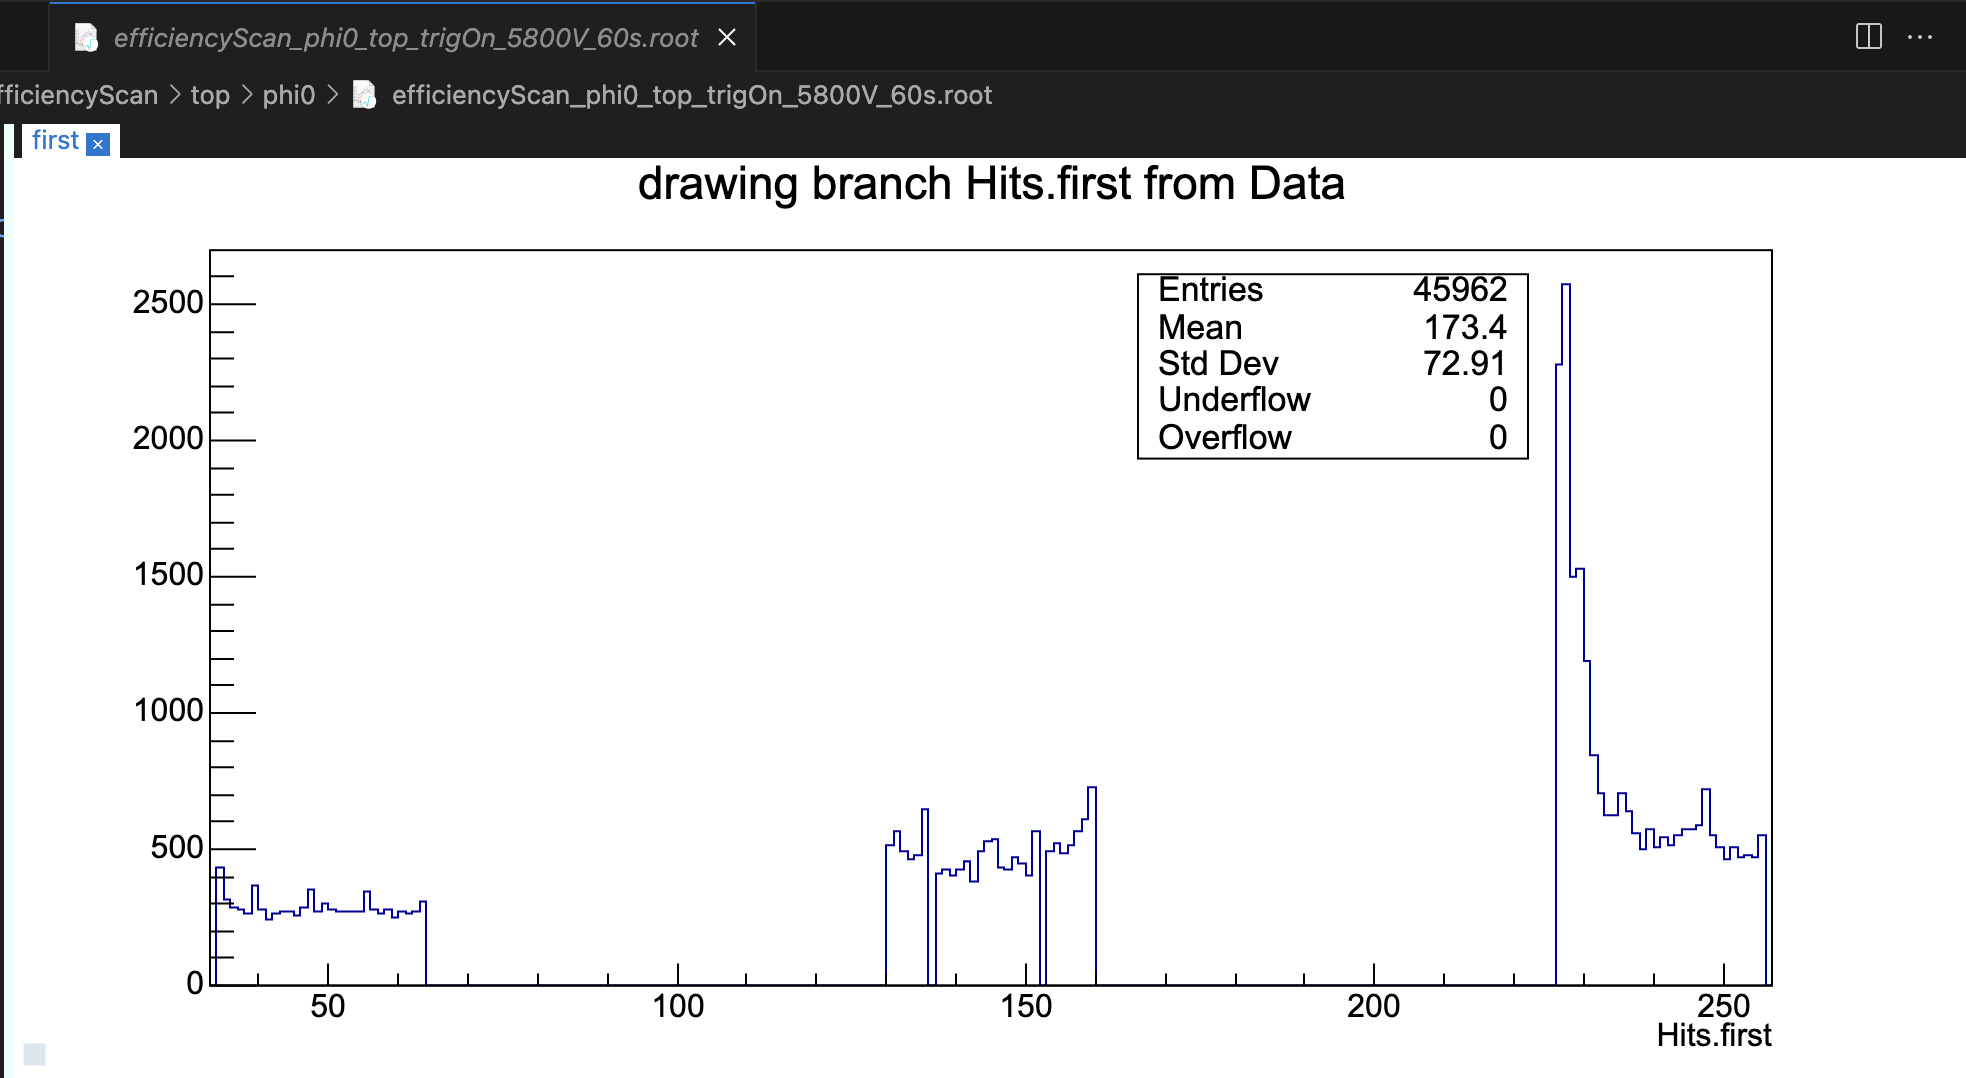 efficiencyScan_phi0_top_trigOn_5800V_60s.root
fficiencyScan > top > phi0 > efficiencyScan_phi0_top_trigOn_5800V_60s.root
first
drawing branch Hits.first from Data
Entries 45962
Mean 173.4
Std Dev 72.91
Underflow 0
Overflow 0
2500
2000
1500
1000
500
0
50 100 150 200 250
Hits.first